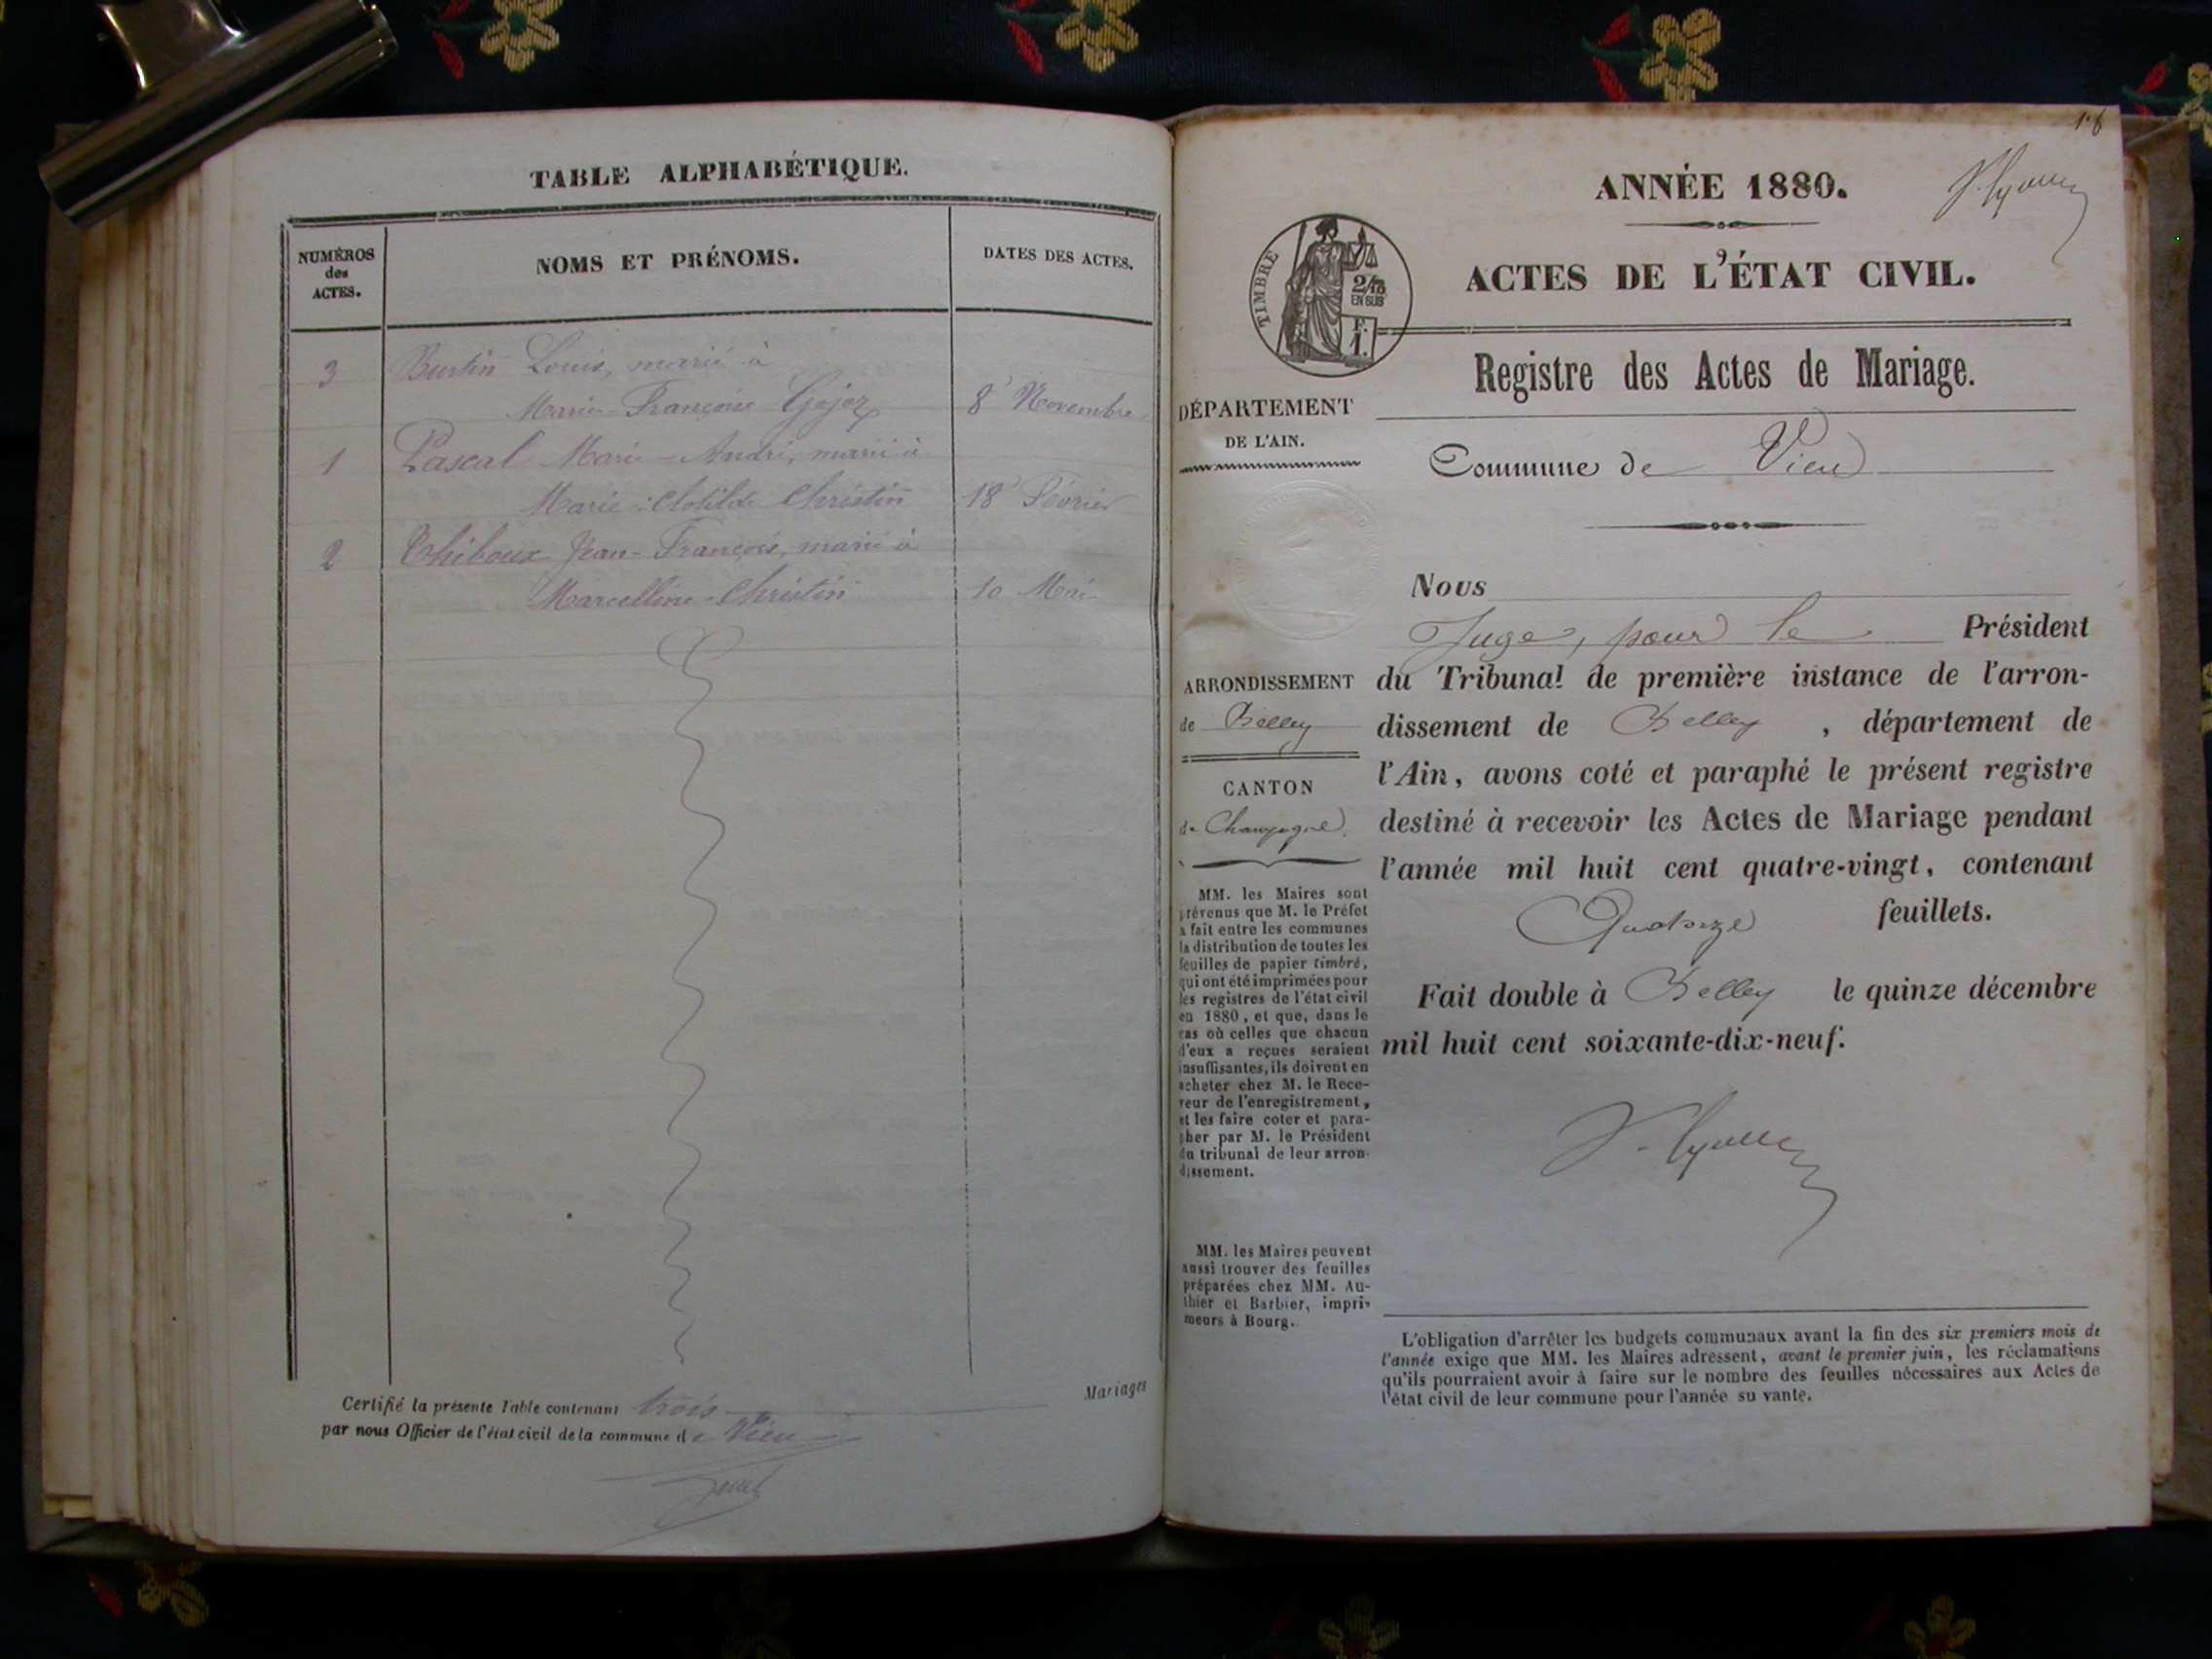 TABLE ALPHABÉTIQUE.
NUMÉROS
des
ACTES.
NOMS ET PRÉNOMS.
DATES DES ACTES.
3 Burtin Louis, marié à
Marie-Françoise Gojoz 8 Novembre
1 Pascal Marie-André, marié à
Marie-Clotilde Christin 18 Février
2 Thiboux Jean-François, marié à
Marcelline Christin 10 Mai
Certifié la présente Table contenant trois Mariages
par nous Officier de l'état civil de la commune de Vieu
ANNÉE 1880.
TIMBRE
2/10
EN SUS
F.
1.
ACTES DE L'ÉTAT CIVIL.
Registre des Actes de Mariage.
DÉPARTEMENT
DE L'AIN.
Commune de Vieu
ARRONDISSEMENT
de Belley
CANTON
de Champagne
MM. les Maires sont
prévenus que M. le Préfet
a fait entre les communes
la distribution de toutes les
feuilles de papier timbré,
qui ont été imprimées pour
les registres de l'état civil
en 1880, et que, dans le
cas où celles que chacun
d'eux a reçues seraient
insuffisantes, ils doivent en
acheter chez M. le Rece-
veur de l'enregistrement,
et les faire coter et para-
pher par M. le Président
du tribunal de leur arron-
dissement.
MM. les Maires peuvent
aussi trouver des feuilles
préparées chez MM. Au-
thier et Barbier, impri-
meurs à Bourg.
Nous
Juge, pour le Président
du Tribunal de première instance de l'arron-
dissement de Belley, département de
l'Ain, avons coté et paraphé le présent registre
destiné à recevoir les Actes de Mariage pendant
l'année mil huit cent quatre-vingt, contenant
Quatorze feuillets.
Fait double à Belley le quinze décembre
mil huit cent soixante-dix-neuf.
L'obligation d'arrêter les budgets communaux avant la fin des six premiers mois de
l'année exige que MM. les Maires adressent, avant le premier juin, les réclamations
qu'ils pourraient avoir à faire sur le nombre des feuilles nécessaires aux Actes de
l'état civil de leur commune pour l'année su vante.